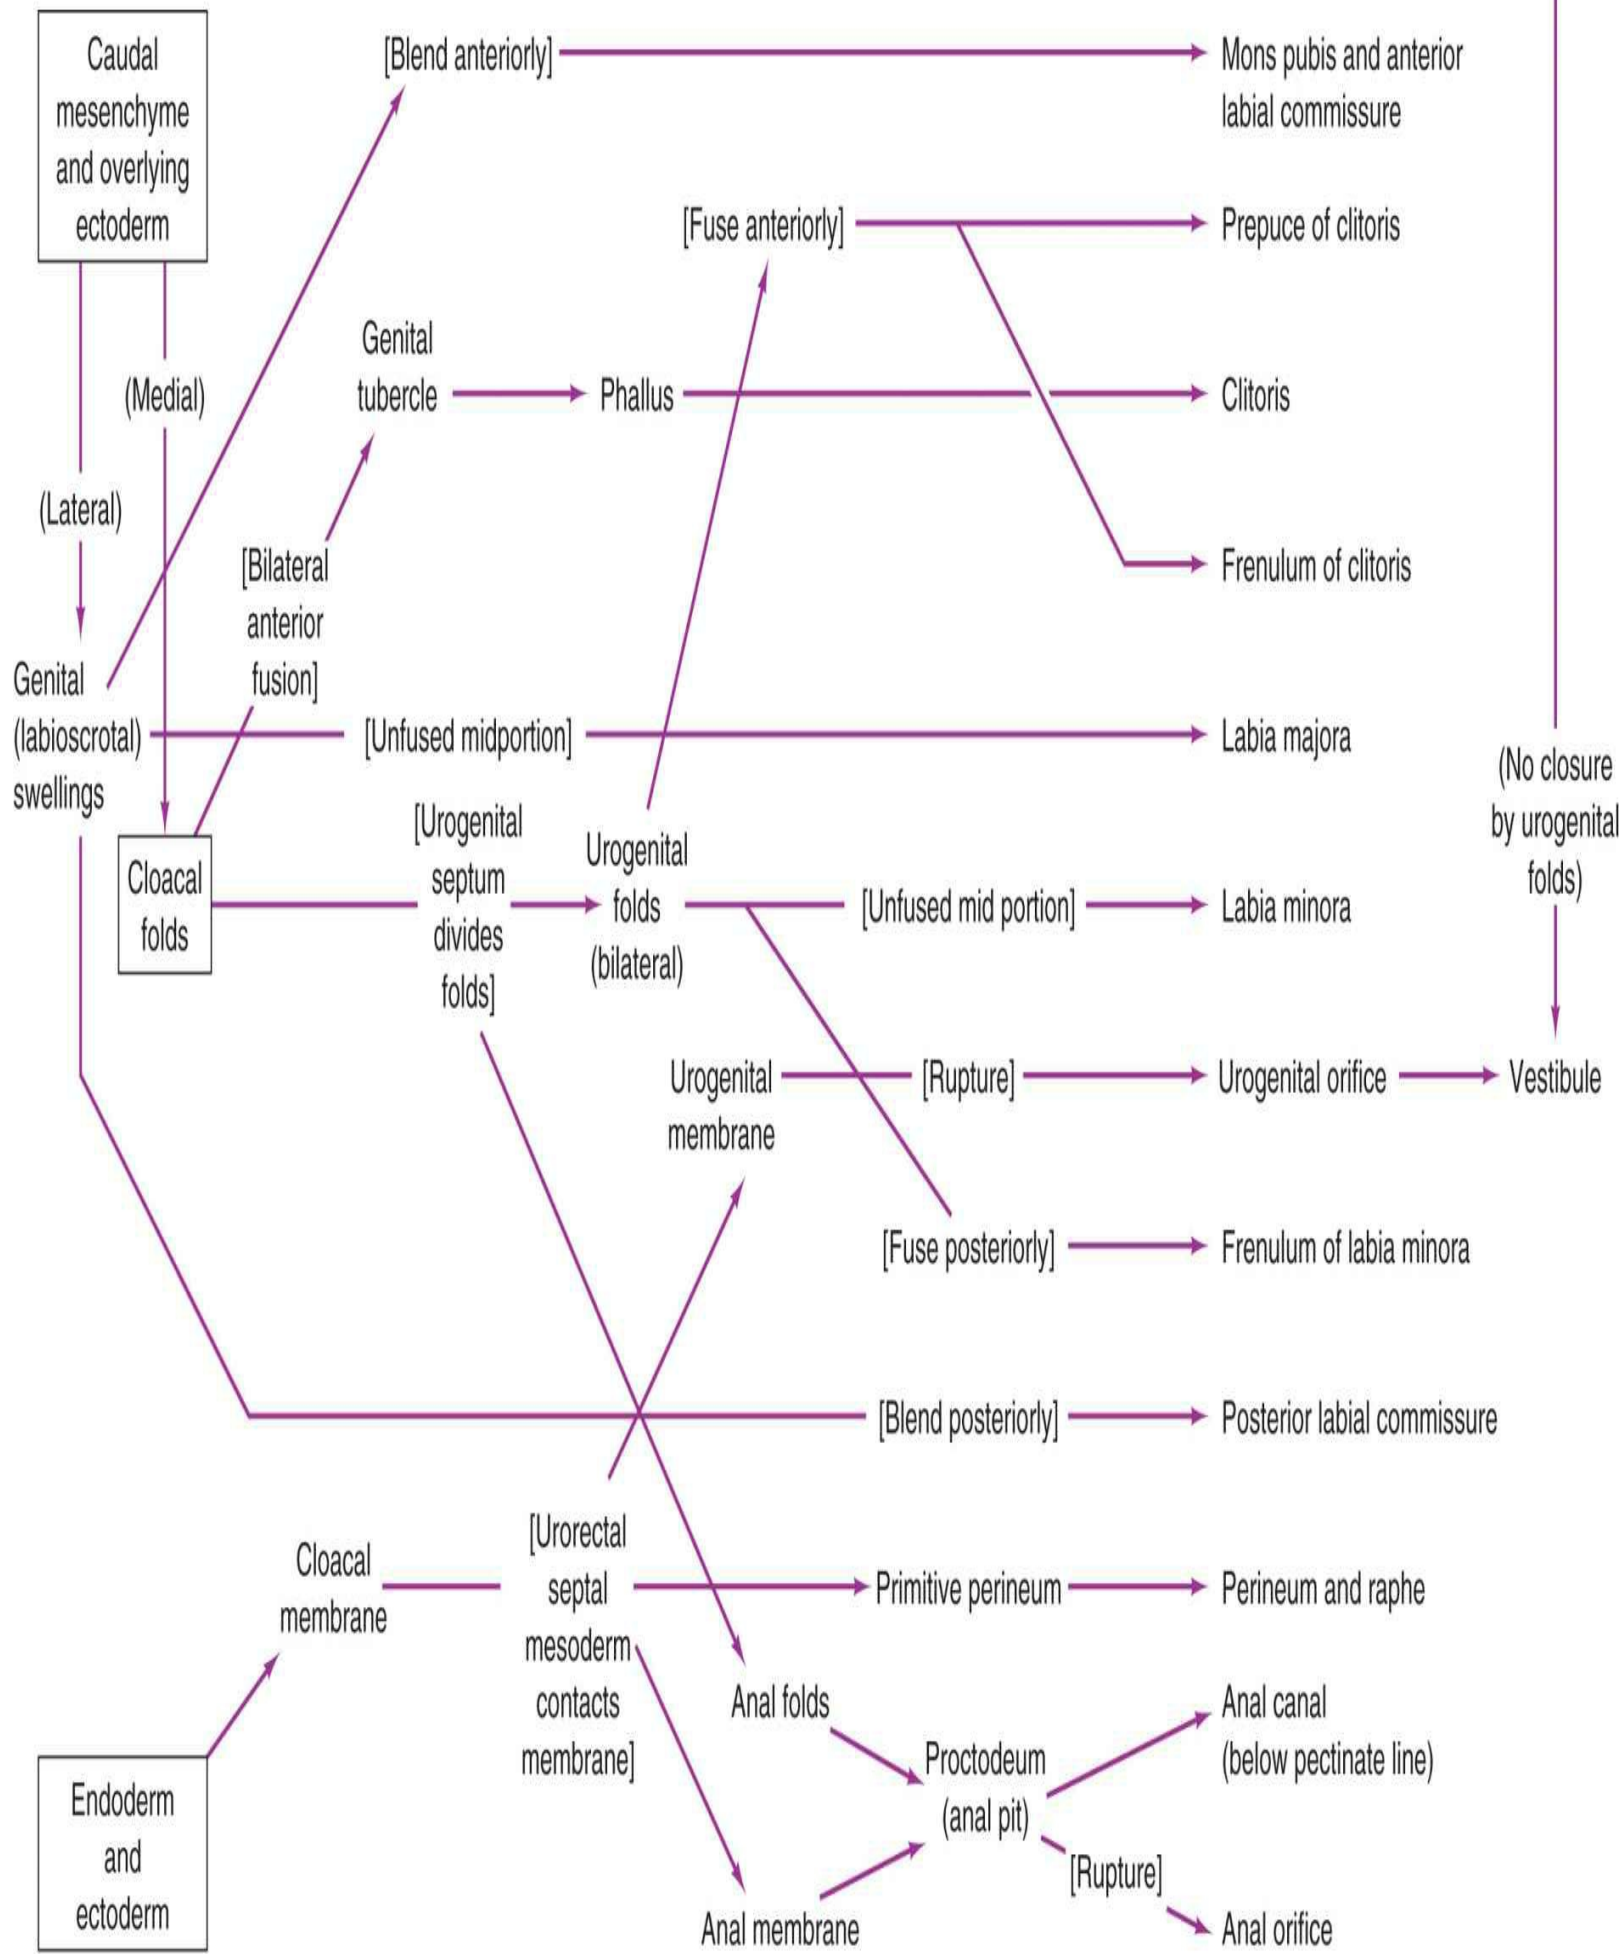 Caudal
mesenchyme
and overlying
ectoderm
[Blend anteriorly]
Mons pubis and anterior
labial commissure
[Fuse anteriorly]
Prepuce of clitoris
Genital
tubercle
(Medial)
Phallus
Clitoris
(Lateral)
[Bilateral
anterior
fusion]
Frenulum of clitoris
Genital
(labioscrotal)
swellings
[Unfused midportion]
Labia majora
(No closure
by urogenital
folds)
Cloacal
folds
[Urogenital
septum
divides
folds]
Urogenital
folds
(bilateral)
[Unfused mid portion]
Labia minora
Urogenital
membrane
[Rupture]
Urogenital orifice
Vestibule
[Fuse posteriorly]
Frenulum of labia minora
[Blend posteriorly]
Posterior labial commissure
Cloacal
membrane
[Urorectal
septal
mesoderm
contacts
membrane]
Primitive perineum
Perineum and raphe
Anal folds
Proctodeum
(anal pit)
Anal canal
(below pectinate line)
Endoderm
and
ectoderm
[Rupture]
Anal membrane
Anal orifice